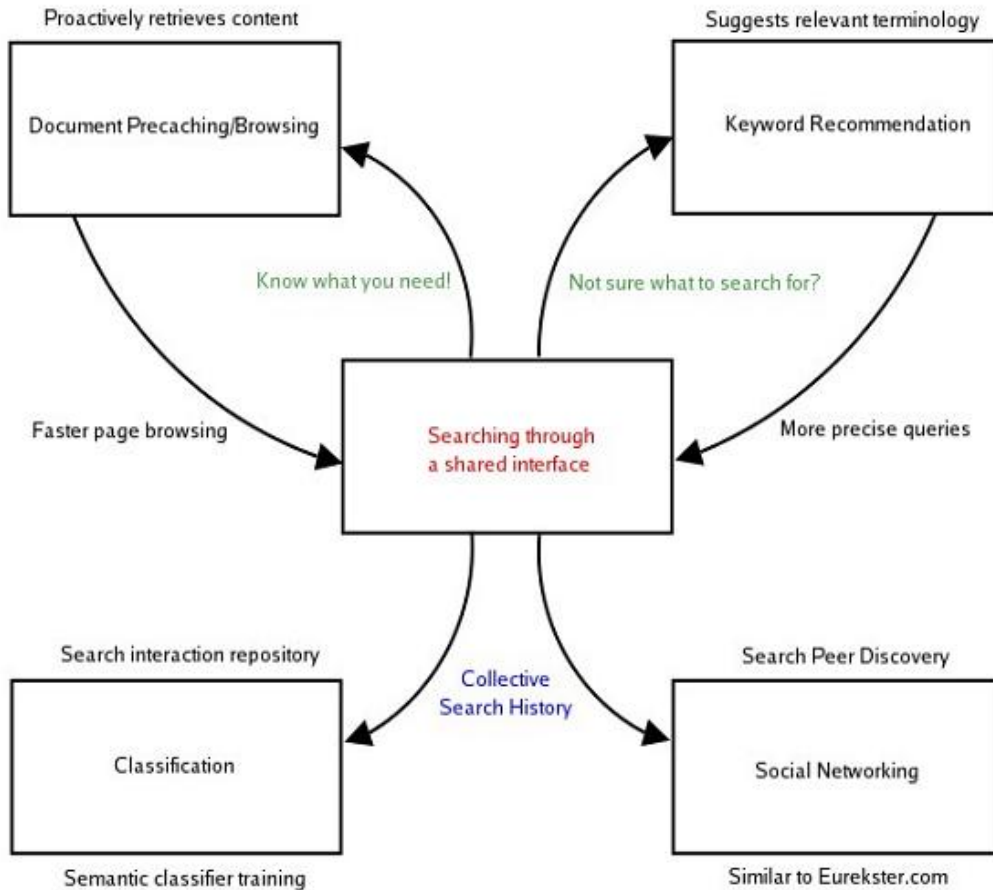 Proactively retrieves content
Suggests relevant terminology
Document Precaching/Browsing
Keyword Recommendation
Know what you need!
Not sure what to search for?
Faster page browsing
Searching through
a shared interface
More precise queries
Search interaction repository
Collective
Search History
Search Peer Discovery
Classification
Social Networking
Semantic classifier training
Similar to Eurekster.com